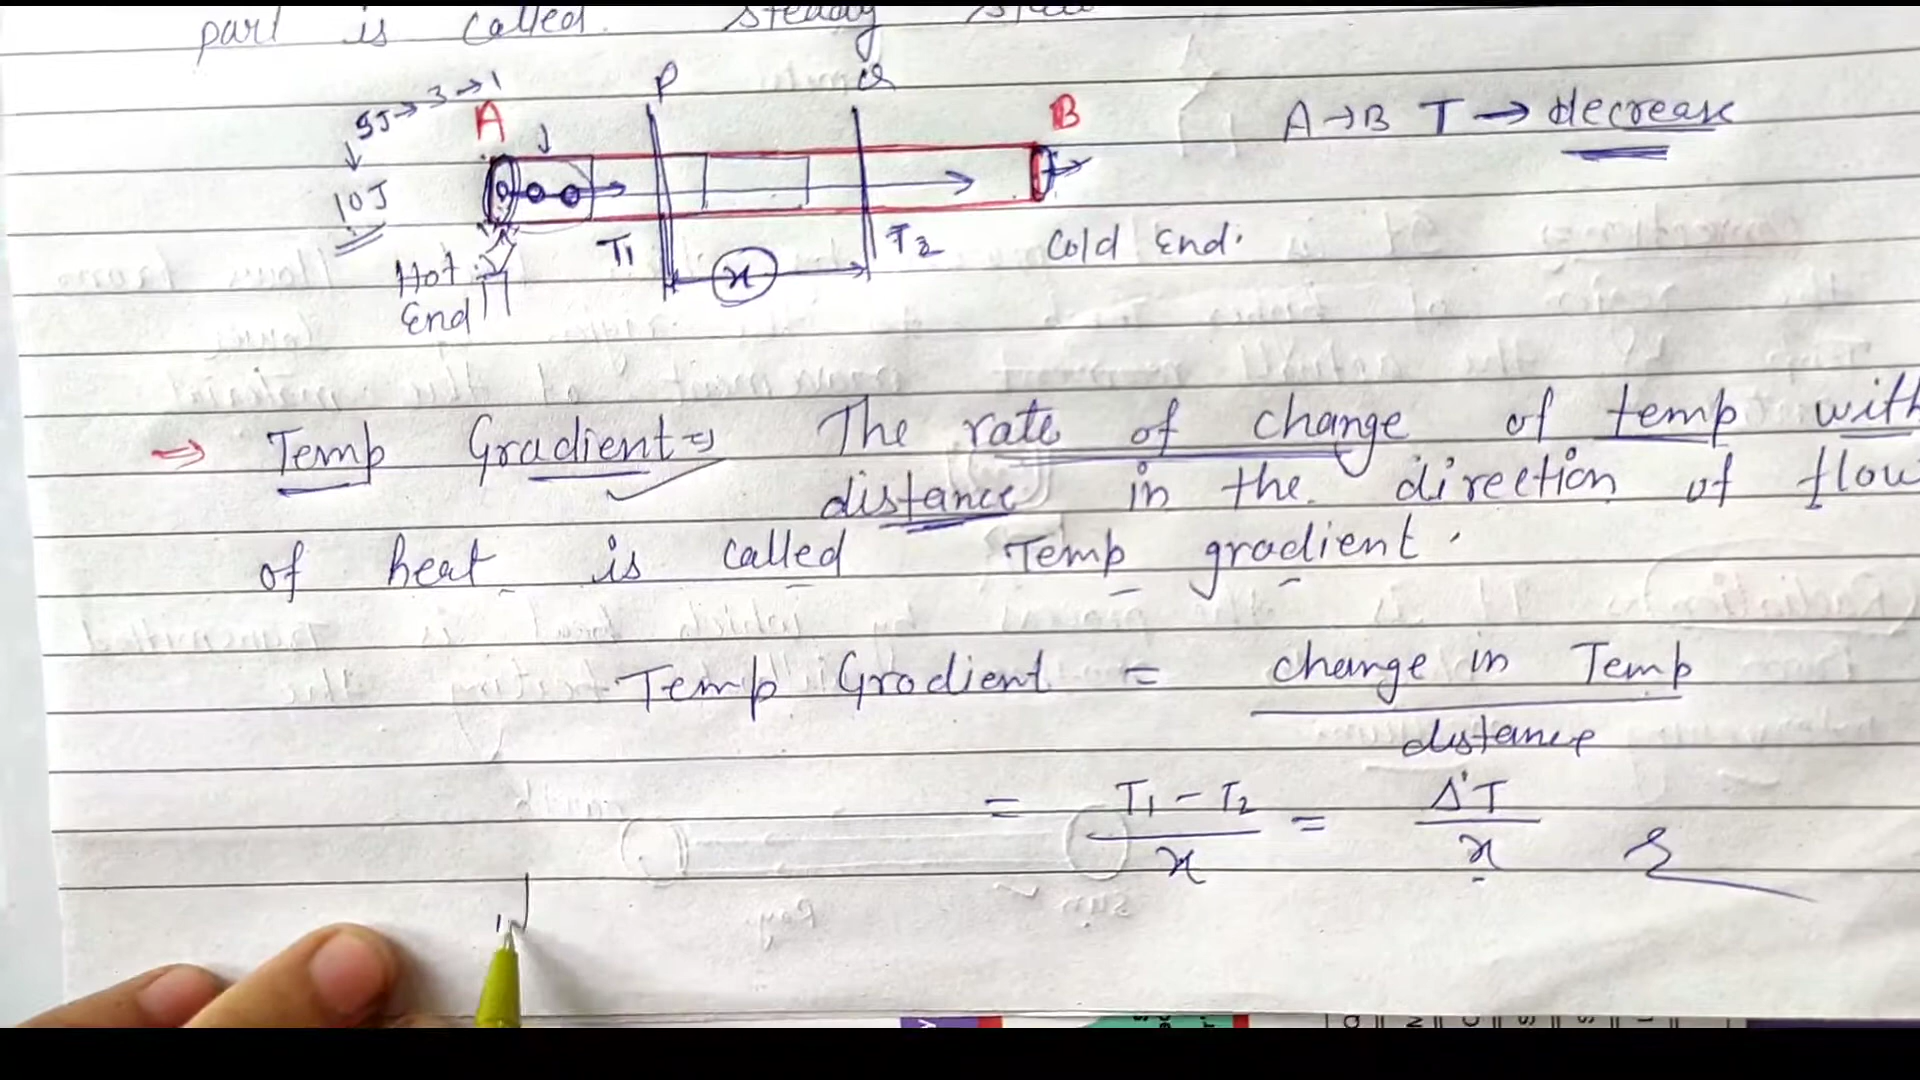 part is called steady
P
5J → 3 → 1
A
B
A → B T → decrease
10J
T1
x
T2
Cold End.
Hot
End
⇒ Temp Gradient ⇒ The rate of change of temp with
distance in the direction of flow
of heat is called Temp gradient.
Temp Gradient = change in Temp
distance
= T1 - T2 = ΔT
x x